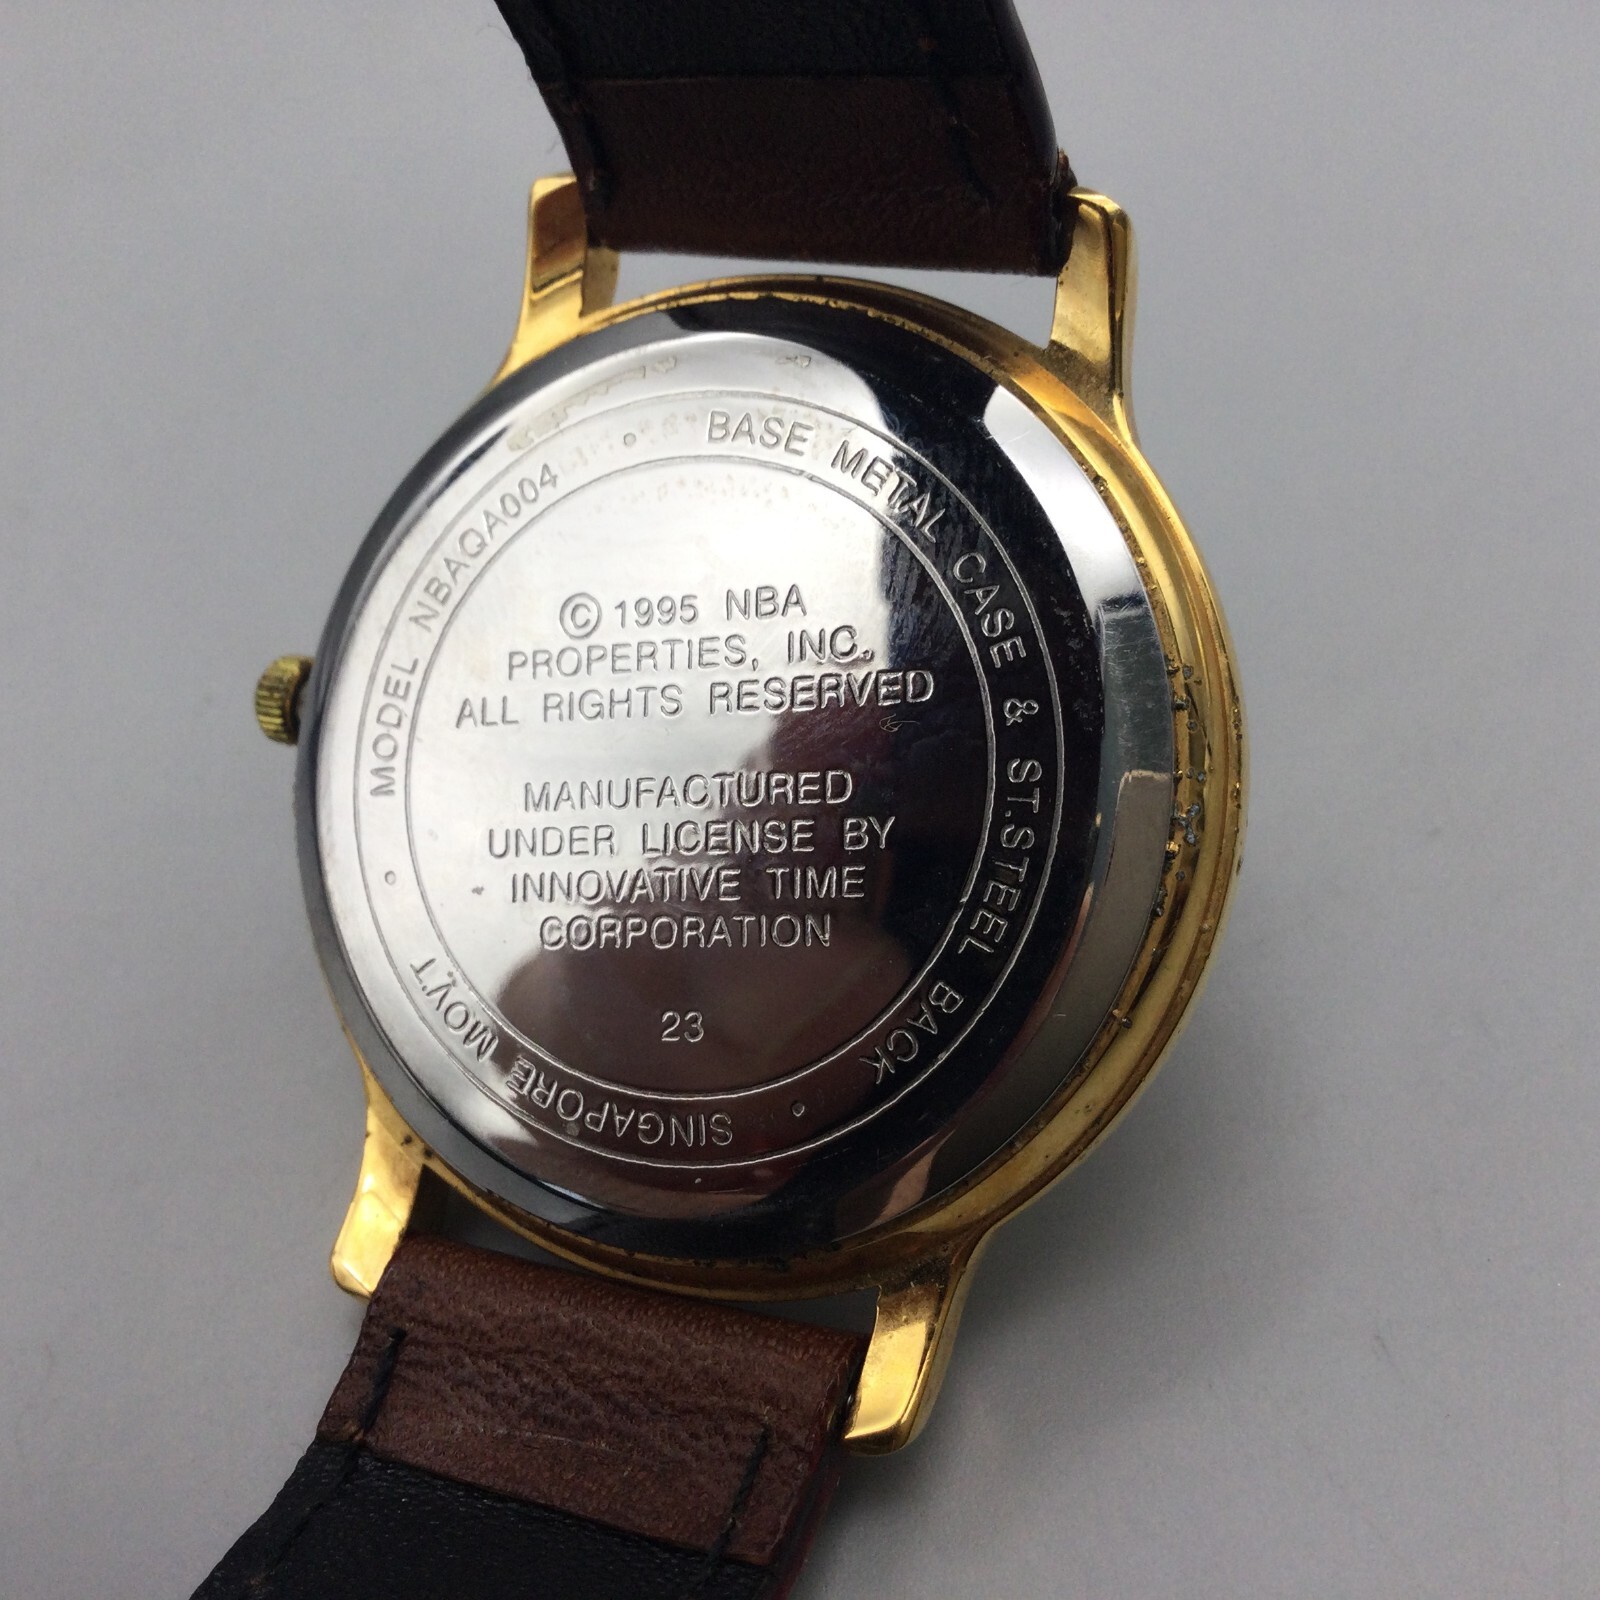 MODEL NBAQA004 • BASE METAL CASE & ST.STEEL BACK • SINGAPORE MOV'T •
© 1995 NBA
PROPERTIES, INC.
ALL RIGHTS RESERVED
MANUFACTURED
UNDER LICENSE BY
INNOVATIVE TIME
CORPORATION
23